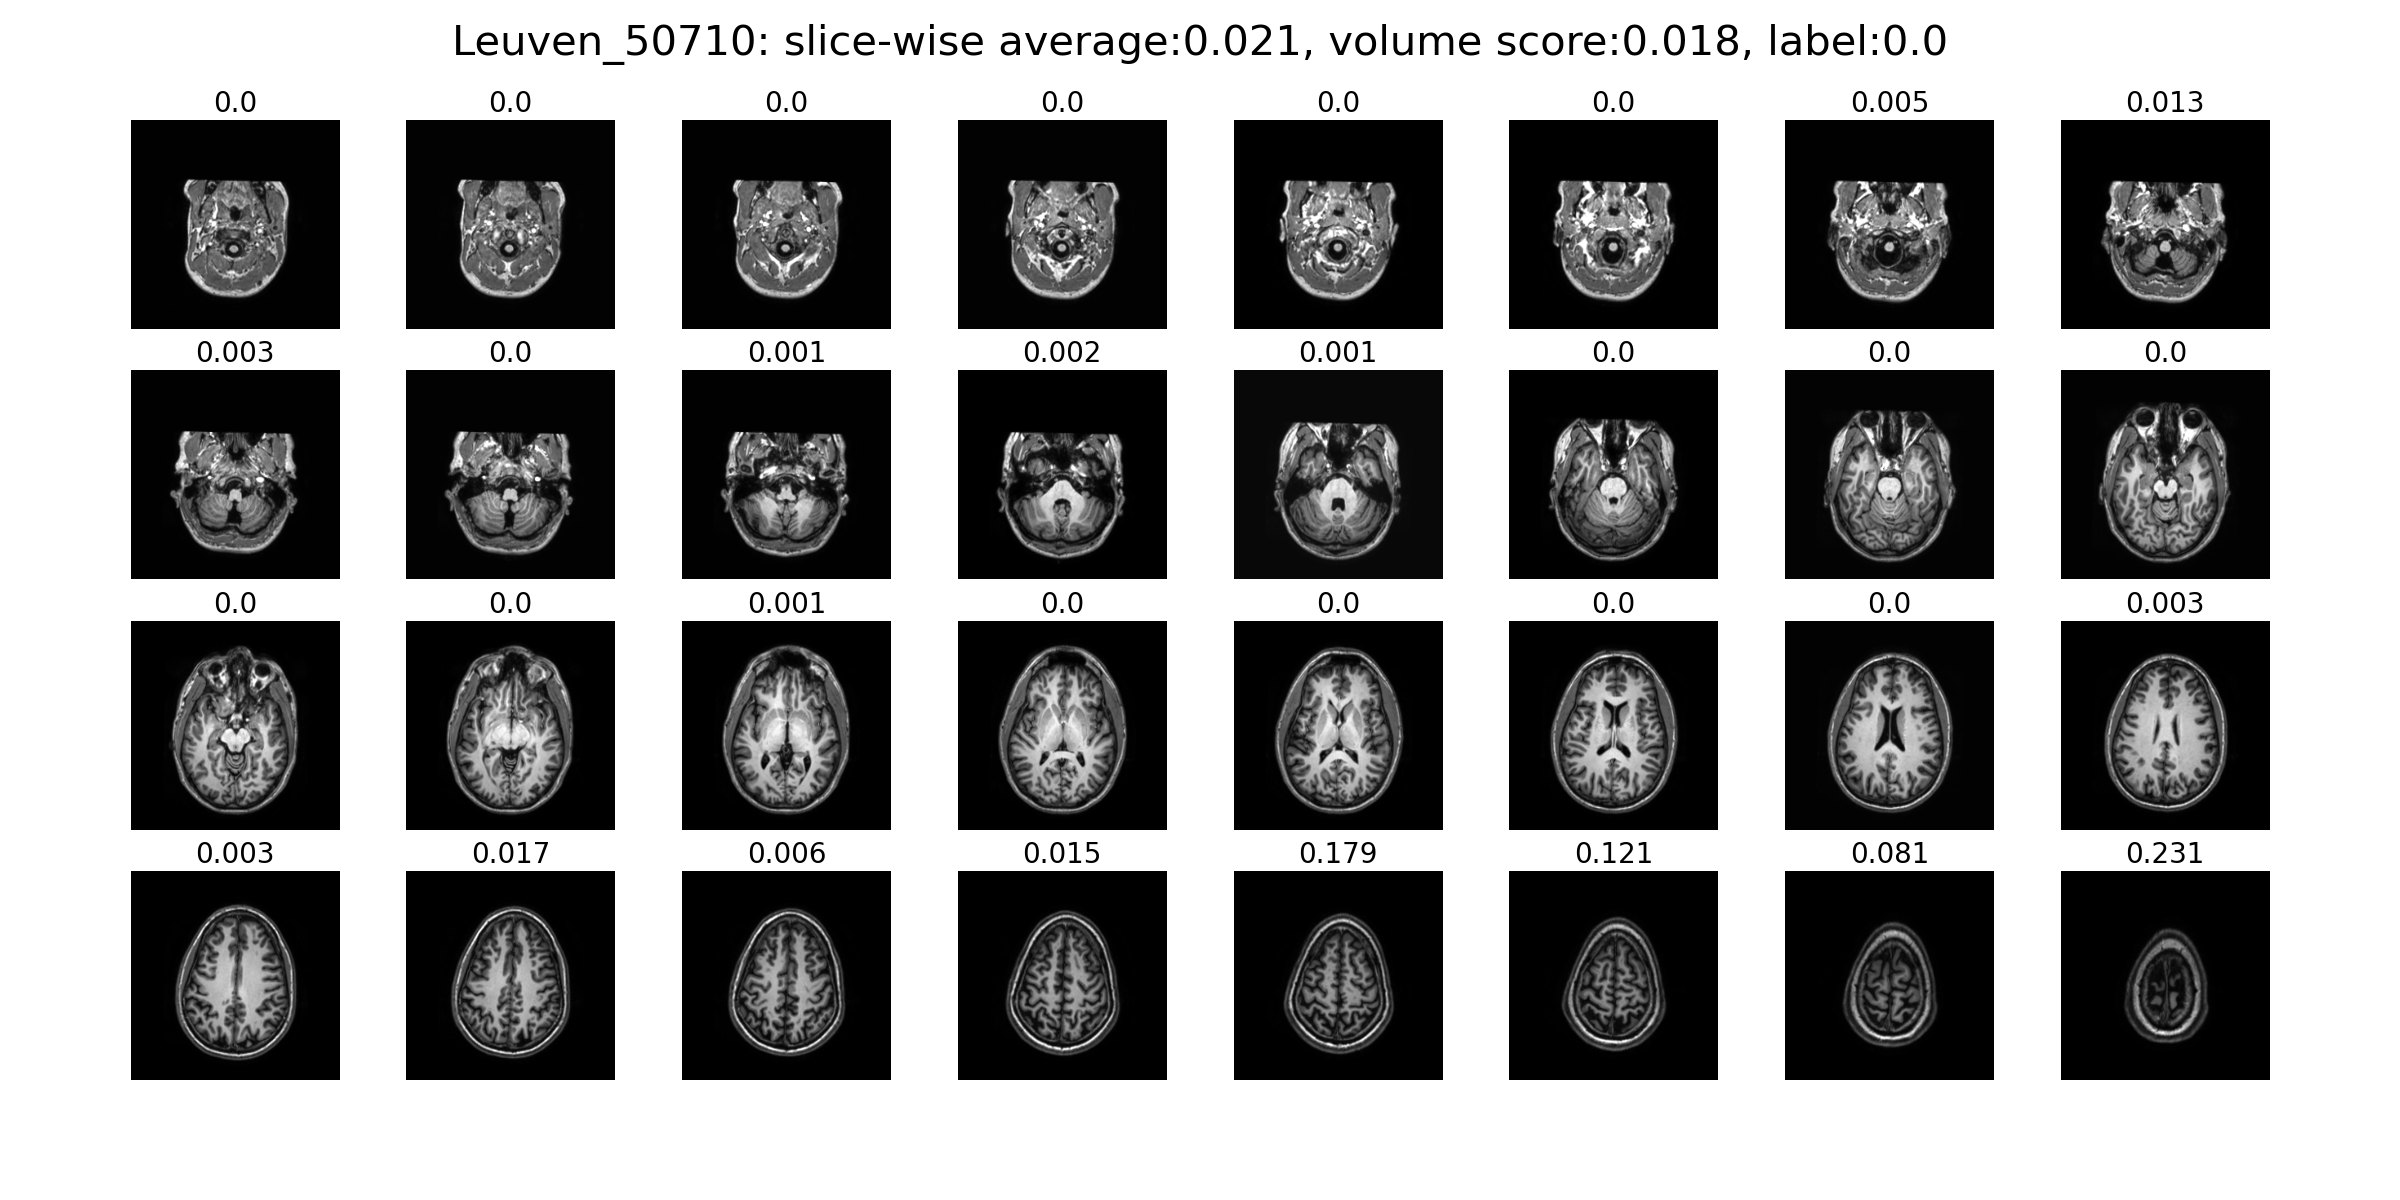 Leuven_50710: slice-wise average:0.021, volume score:0.018, label:0.0
0.0 0.0 0.0 0.0 0.0 0.0 0.005 0.013
0.003 0.0 0.001 0.002 0.001 0.0 0.0 0.0
0.0 0.0 0.001 0.0 0.0 0.0 0.0 0.003
0.003 0.017 0.006 0.015 0.179 0.121 0.081 0.231